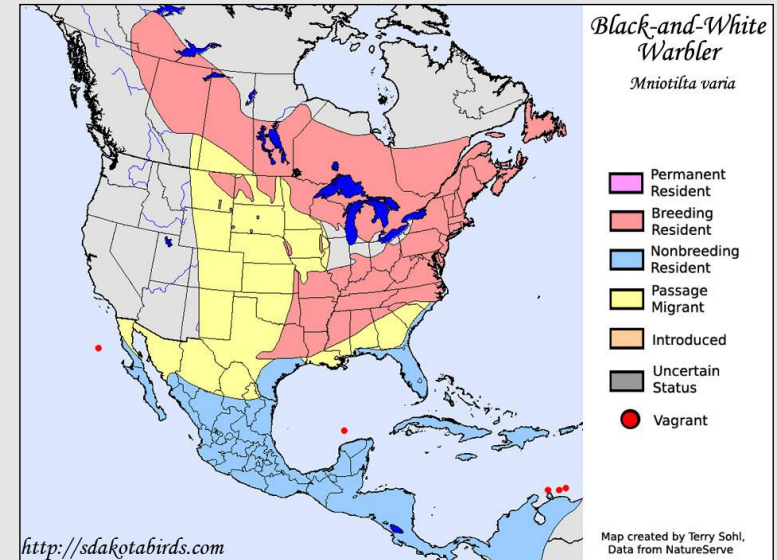 Black-and-White
Warbler
Mniotilta varia
Permanent
Resident
Breeding
Resident
Nonbreeding
Resident
Passage
Migrant
Introduced
Uncertain
Status
Vagrant
http://sdakotabirds.com
Map created by Terry Sohl,
Data from NatureServe